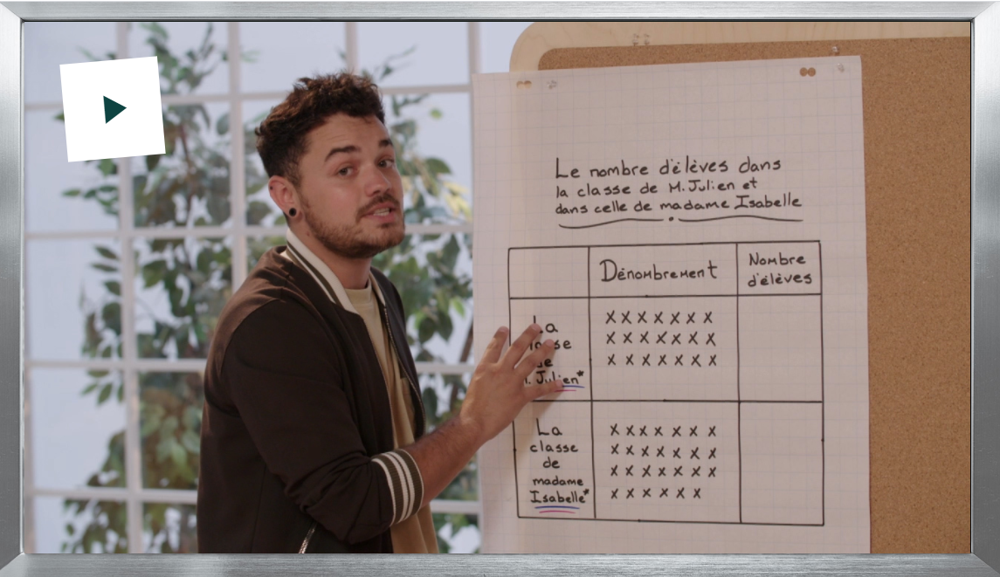 Le nombre d'élèves dans
la classe de M. Julien et
dans celle de madame Isabelle
Dénombrement
Nombre
d'élèves
La
de
Julien*
x x x x x x x
x x x x x x x
x x x x x x x
La
classe
de
madame
Isabelle*
x x x x x x x
x x x x x x x
x x x x x x x
x x x x x x